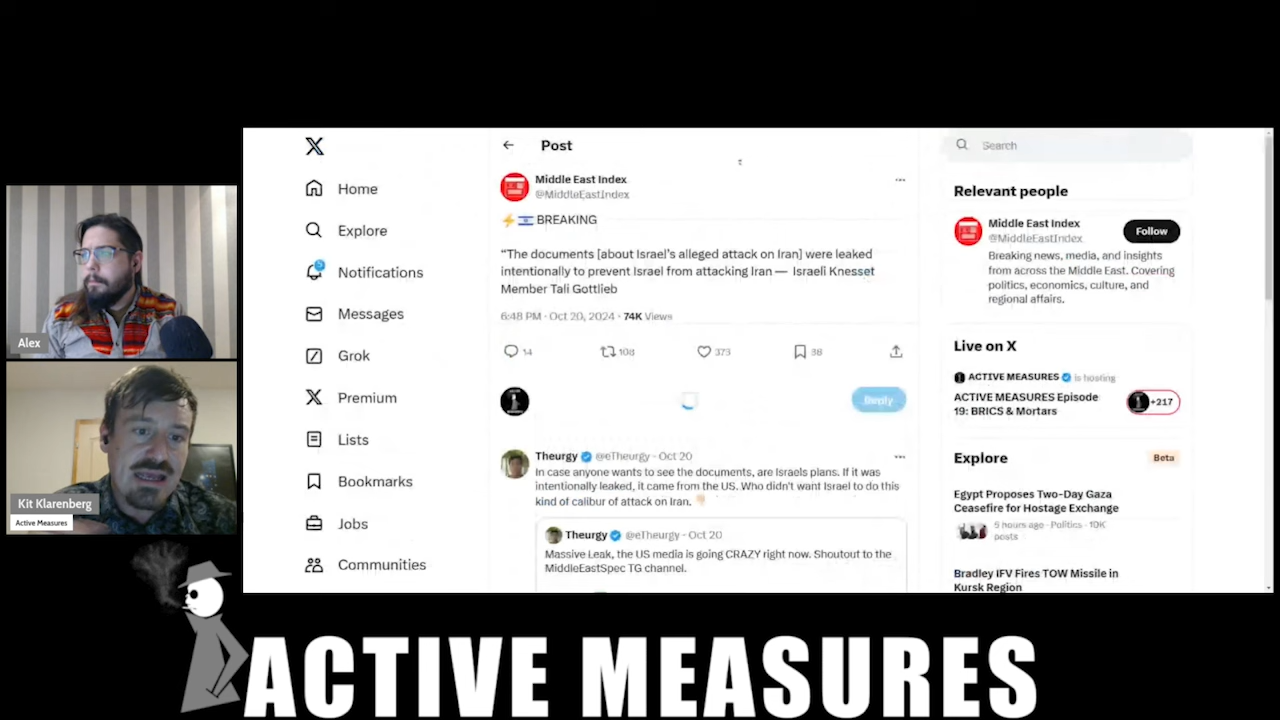 Alex
Kit Klarenberg
Active Measures
X
Home
Explore
5
Notifications
Messages
Grok
Premium
Lists
Bookmarks
Jobs
Communities
Post
Middle East Index
@MiddleEastIndex
BREAKING
“The documents [about Israel’s alleged attack on Iran] were leaked
intentionally to prevent Israel from attacking Iran — Israeli Knesset
Member Tali Gottlieb
6:48 PM · Oct 20, 2024 · 74K Views
14 108 373 36
Reply
Theurgy @eTheurgy · Oct 20
In case anyone wants to see the documents, are Israels plans. If it was
intentionally leaked, it came from the US. Who didn't want Israel to do this
kind of calibur of attack on Iran.
Theurgy @eTheurgy · Oct 20
Massive Leak, the US media is going CRAZY right now. Shoutout to the
MiddleEastSpec TG channel.
Search
Relevant people
Middle East Index
@MiddleEastIndex
Follow
Breaking news, media, and insights
from across the Middle East. Covering
politics, economics, culture, and
regional affairs.
Live on X
ACTIVE MEASURES is hosting
ACTIVE MEASURES Episode
19: BRICS & Mortars
+217
Explore
Beta
Egypt Proposes Two-Day Gaza
Ceasefire for Hostage Exchange
5 hours ago · Politics · 10K
posts
Bradley IFV Fires TOW Missile in
Kursk Region
ACTIVE MEASURES